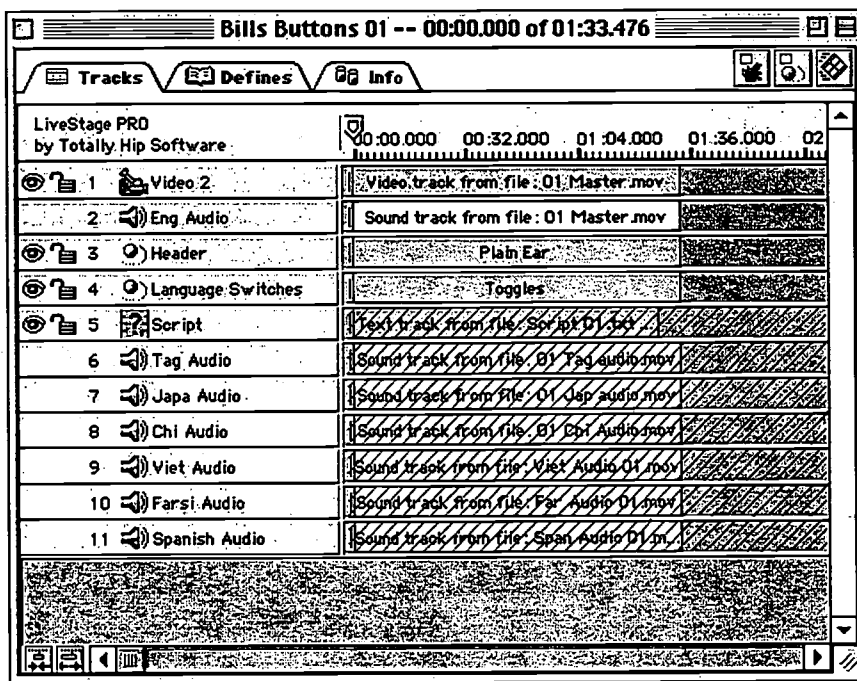 Bills Buttons 01 -- 00:00.000 of 01:33.476
Tracks Defines Info
LiveStage PRO
by Totally Hip Software
00:00.000 00:32.000 01:04.000 01:36.000 02
1 Video 2 Video track from file: 01 Master.mov
2 Eng Audio Sound track from file: 01 Master.mov
3 Header Plain Ear
4 Language Switches Toggles
5 Script Text track from file: Script 01.txt ...
6 Tag Audio Sound track from file: 01 Tag audio.mov
7 Japa Audio Sound track from file: 01 Jap audio.mov
8 Chi Audio Sound track from file: 01 Chi Audio.mov
9 Viet Audio Sound track from file: Viet Audio 01.mov
10 Farsi Audio Sound track from file: Far Audio 01.mov
11 Spanish Audio Sound track from file: Span Audio 01.m...